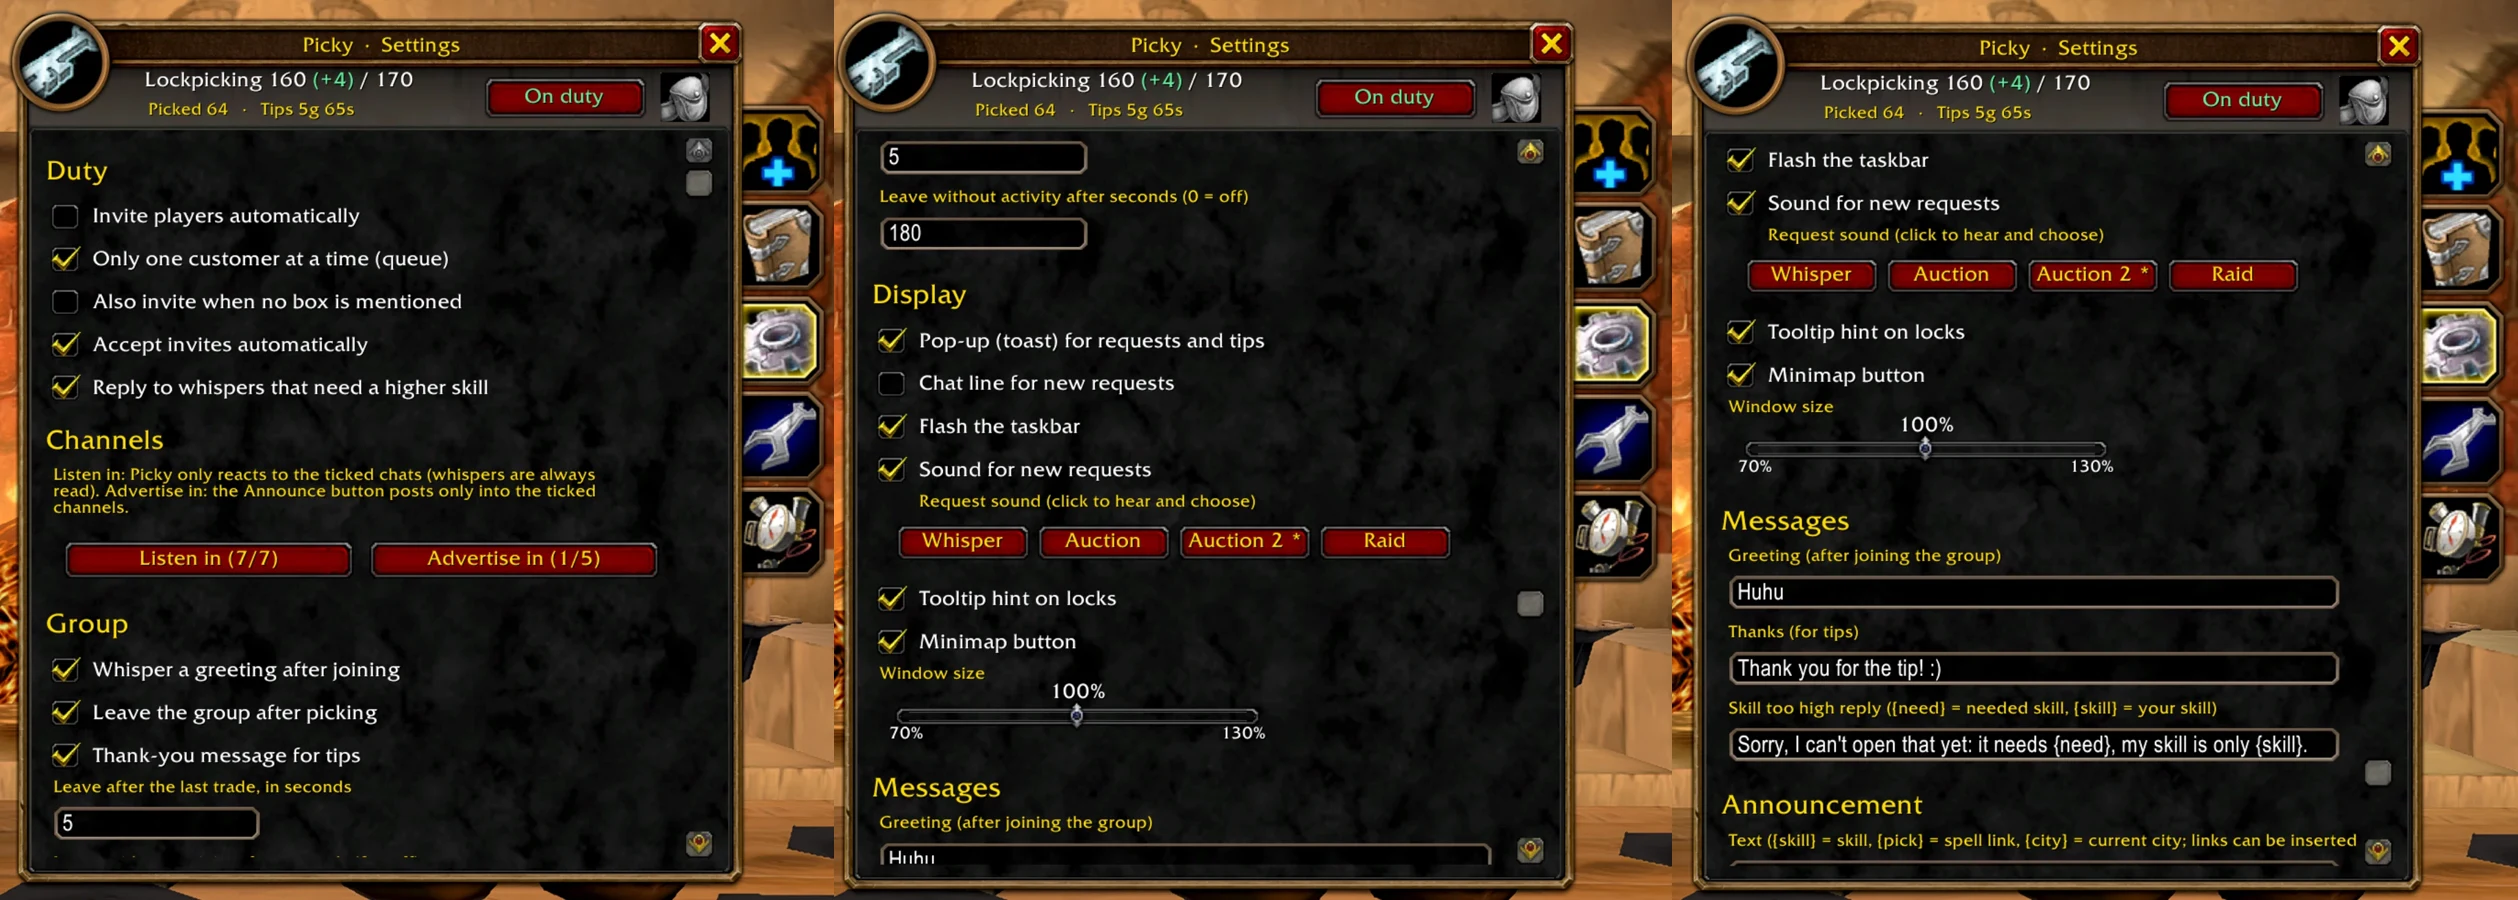 Picky · Settings
Lockpicking 160 (+4) / 170
Picked 64 · Tips 5g 65s
On duty
Duty
Invite players automatically
Only one customer at a time (queue)
Also invite when no box is mentioned
Accept invites automatically
Reply to whispers that need a higher skill
Channels
Listen in: Picky only reacts to the ticked chats (whispers are always
read). Advertise in: the Announce button posts only into the ticked
channels.
Listen in (7/7)
Advertise in (1/5)
Group
Whisper a greeting after joining
Leave the group after picking
Thank-you message for tips
Leave after the last trade, in seconds
5
Picky · Settings
Lockpicking 160 (+4) / 170
Picked 64 · Tips 5g 65s
On duty
5
Leave without activity after seconds (0 = off)
180
Display
Pop-up (toast) for requests and tips
Chat line for new requests
Flash the taskbar
Sound for new requests
Request sound (click to hear and choose)
Whisper
Auction
Auction 2 *
Raid
Tooltip hint on locks
Minimap button
Window size
100%
70%
130%
Messages
Greeting (after joining the group)
Huhu
Picky · Settings
Lockpicking 160 (+4) / 170
Picked 64 · Tips 5g 65s
On duty
Flash the taskbar
Sound for new requests
Request sound (click to hear and choose)
Whisper
Auction
Auction 2 *
Raid
Tooltip hint on locks
Minimap button
Window size
100%
70%
130%
Messages
Greeting (after joining the group)
Huhu
Thanks (for tips)
Thank you for the tip! :)
Skill too high reply ({need} = needed skill, {skill} = your skill)
Sorry, I can't open that yet: it needs {need}, my skill is only {skill}.
Announcement
Text ({skill} = skill, {pick} = spell link, {city} = current city; links can be inserted